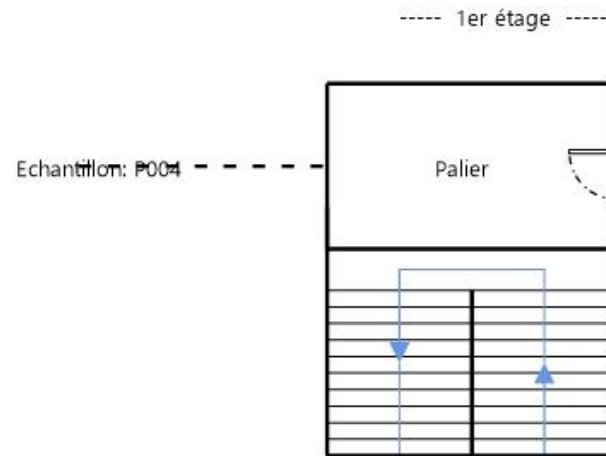 ----- 1er étage -----
Echantillon: P004
Palier